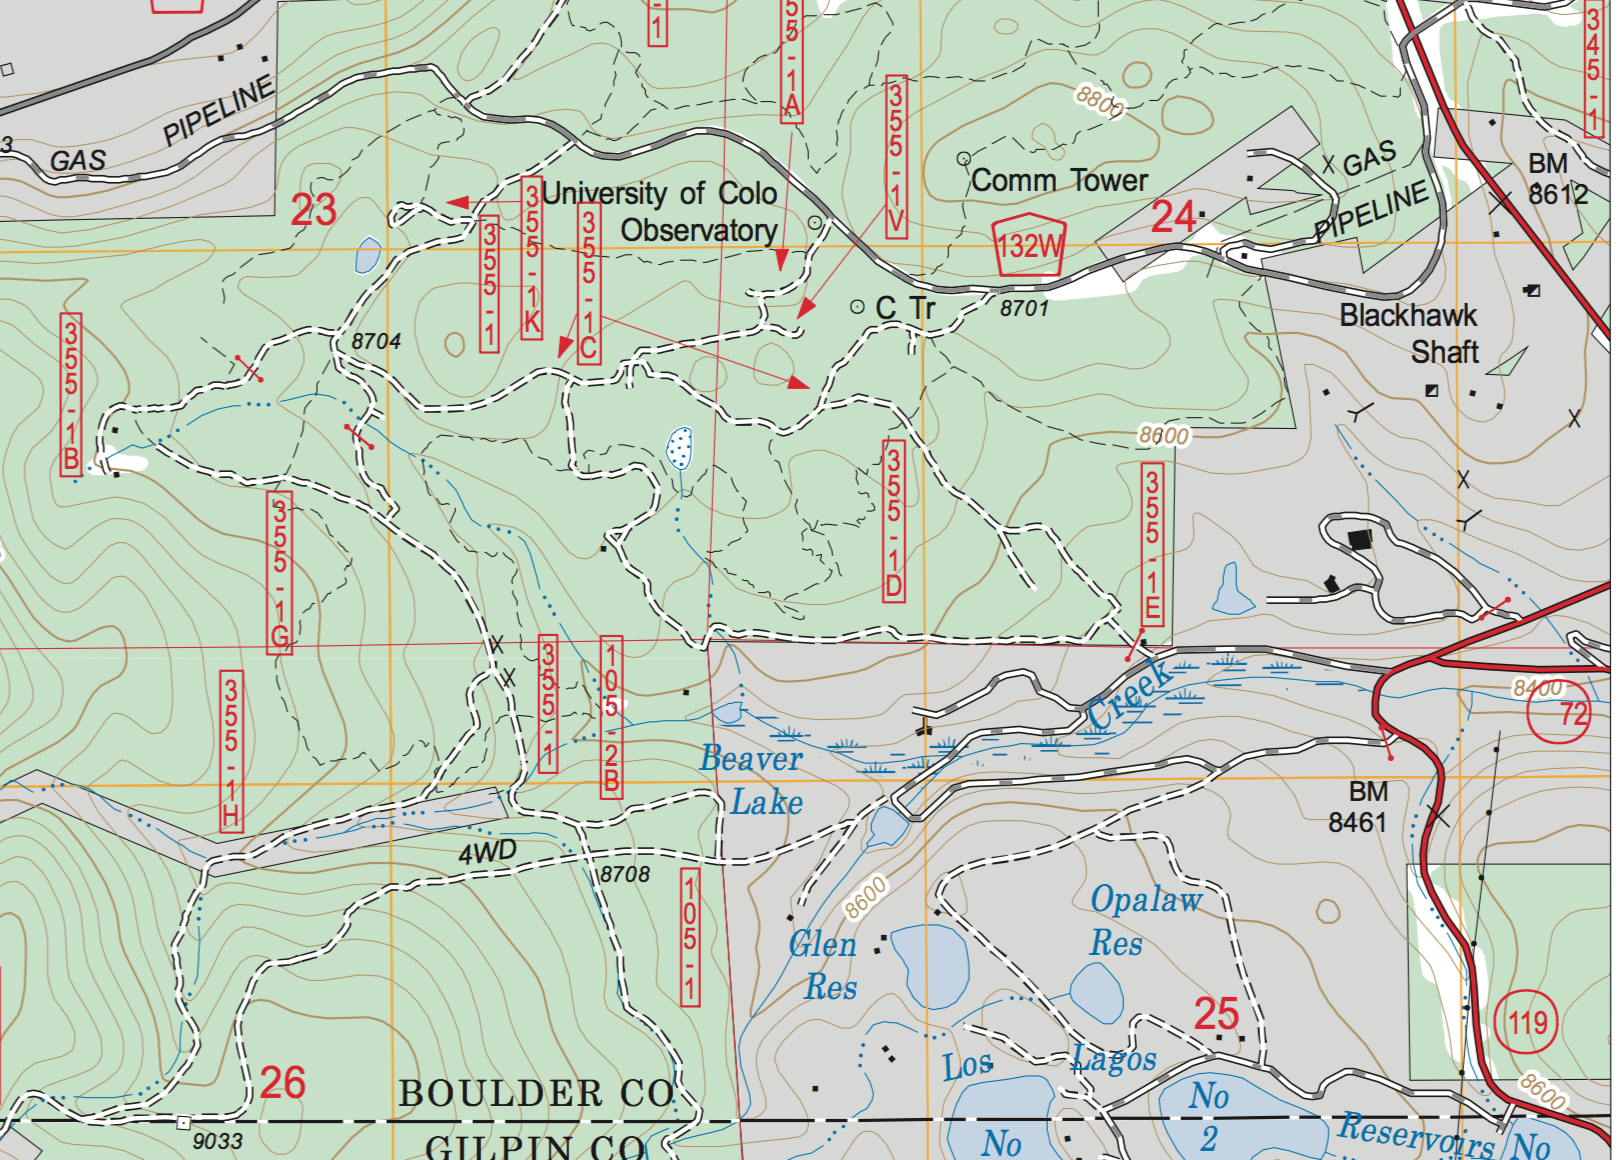 -1
55-1A
345-1
355-1V
8800
PIPELINE
GAS
3
23
355-1K
University of Colo
Observatory
355-1
355-1C
Comm Tower
132W
24
GAS
PIPELINE
BM
8612
C Tr
8701
Blackhawk
Shaft
8704
355-1B
355-1D
8600
355-1E
355-1G
355-1H
355-1
105-2B
Creek
8400
72
Beaver
Lake
BM
8461
4WD
8708
105-1
8600
Glen
Res
Opalaw
Res
25
119
Los
Lagos
26
BOULDER CO
GILPIN CO
9033
No
No
2
Reservoirs
No
8600